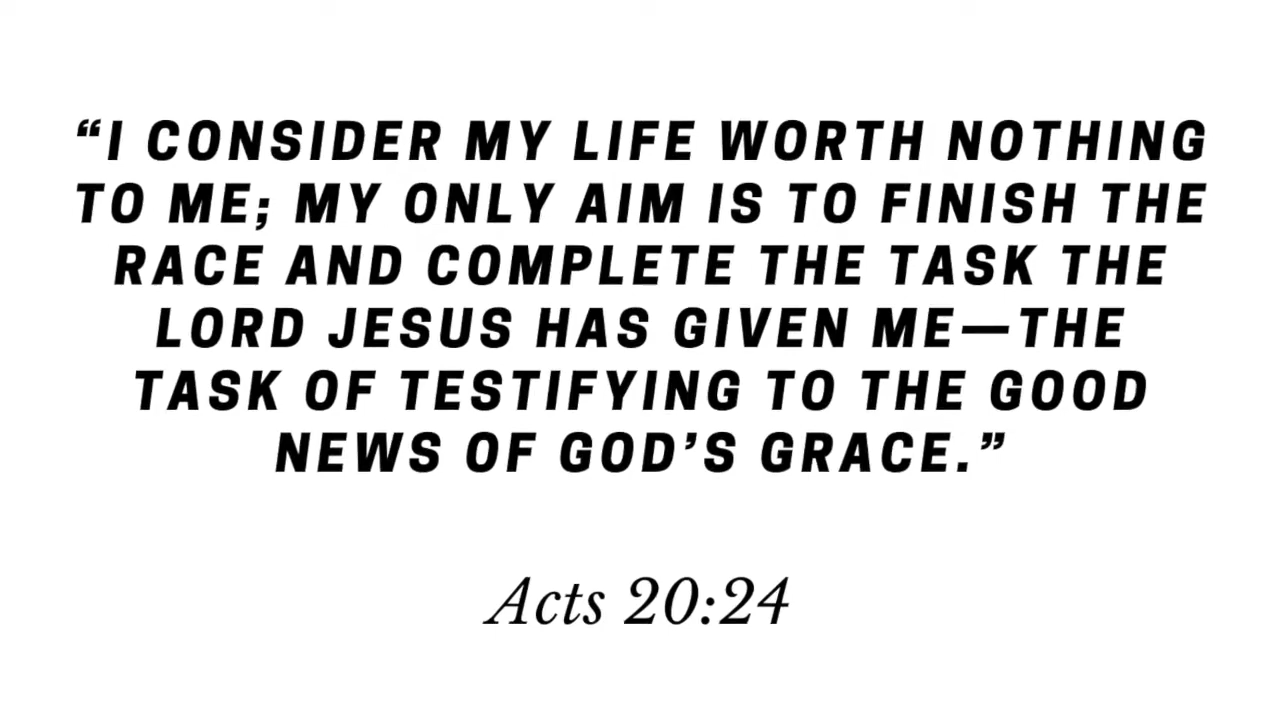 “I CONSIDER MY LIFE WORTH NOTHING
TO ME; MY ONLY AIM IS TO FINISH THE
RACE AND COMPLETE THE TASK THE
LORD JESUS HAS GIVEN ME—THE
TASK OF TESTIFYING TO THE GOOD
NEWS OF GOD’S GRACE.”
Acts 20:24